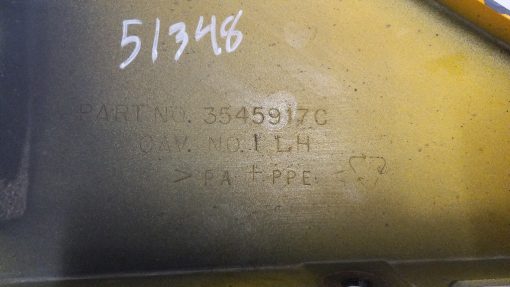 51348
PART NO. 3545917C
CAV. NO. 1 LH
> PA + PPE <